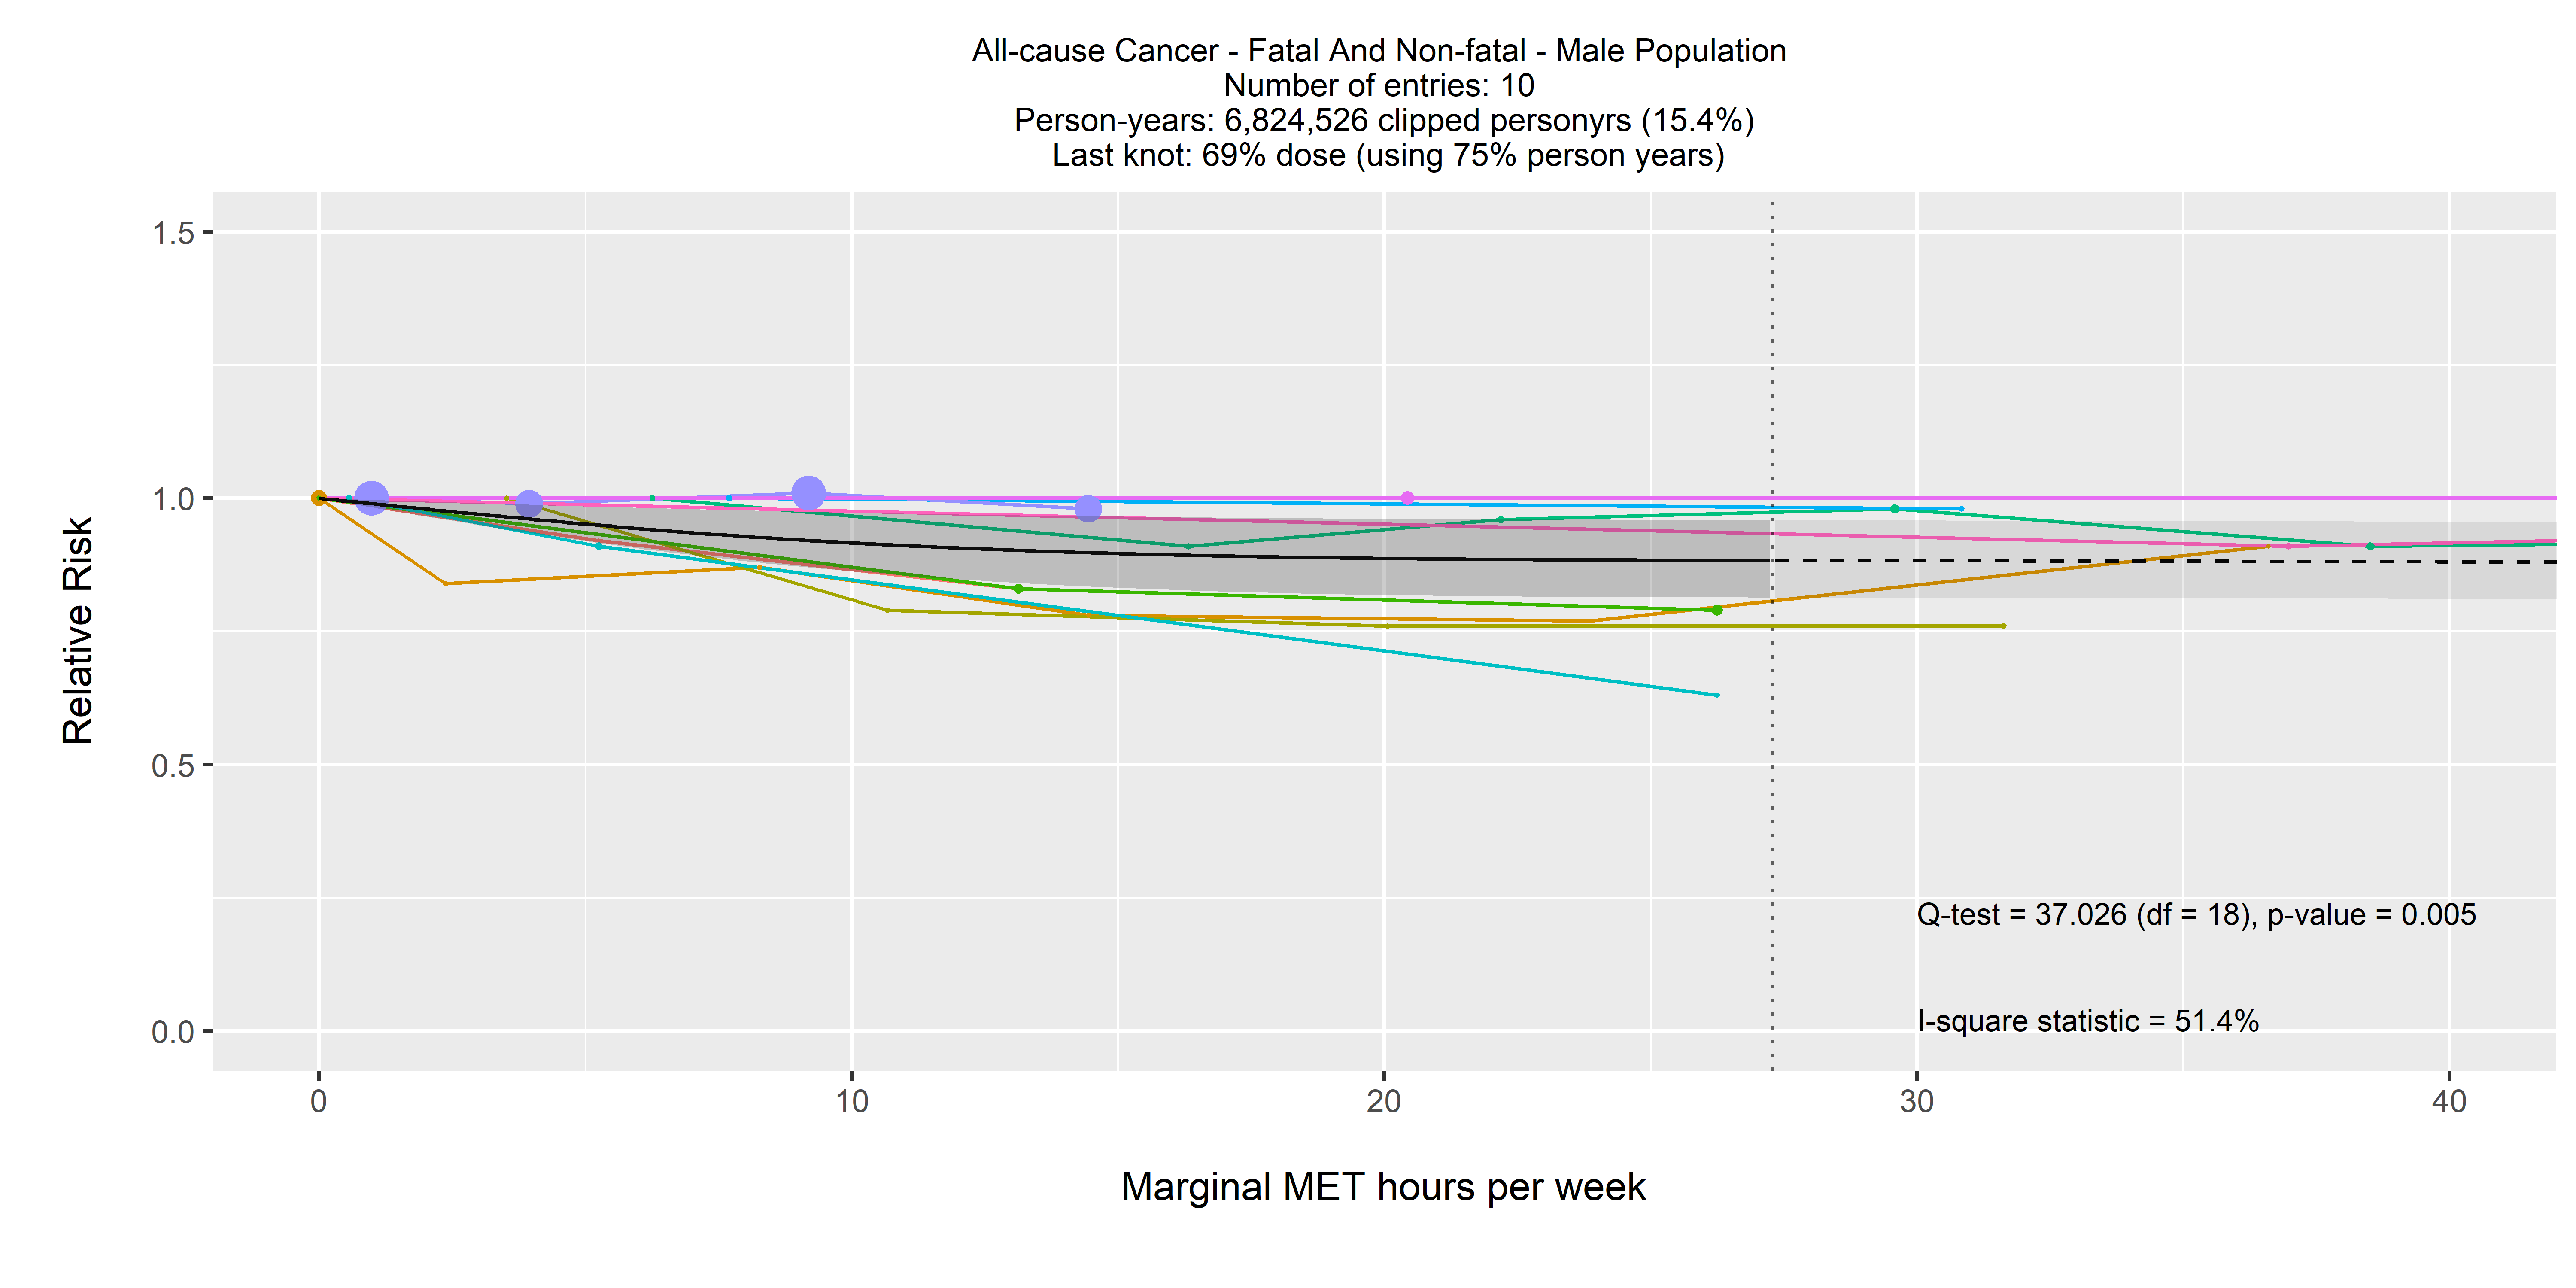 All-cause Cancer - Fatal And Non-fatal - Male Population
Number of entries: 10
Person-years: 6,824,526 clipped personyrs (15.4%)
Last knot: 69% dose (using 75% person years)
1.5
1.0
0.5
0.0
Relative Risk
Q-test = 37.026 (df = 18), p-value = 0.005
I-square statistic = 51.4%
0 10 20 30 40
Marginal MET hours per week